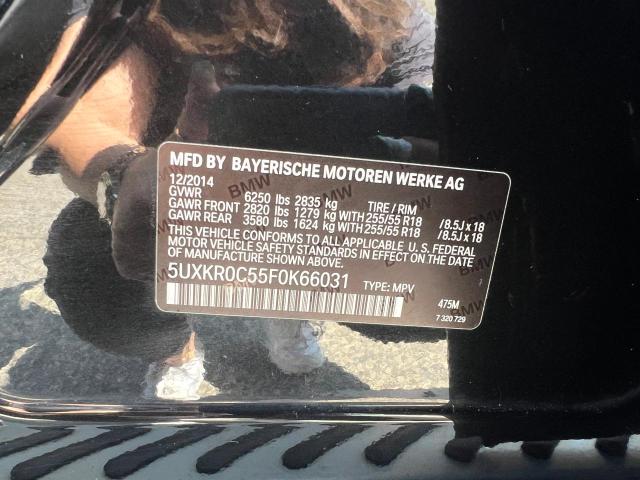 MFD BY BAYERISCHE MOTOREN WERKE AG
12/2014
GVWR 6250 lbs 2835 kg TIRE / RIM
GAWR FRONT 2820 lbs 1279 kg WITH 255/55 R18 / 8.5J x 18
GAWR REAR 3580 lbs 1624 kg WITH 255/55 R18 / 8.5J x 18
THIS VEHICLE CONFORMS TO ALL APPLICABLE U. S. FEDERAL
MOTOR VEHICLE SAFETY STANDARDS IN EFFECT ON THE DATE
OF MANUFACTURE SHOWN ABOVE.
5UXKR0C55F0K66031 TYPE: MPV
475M
7 320 729